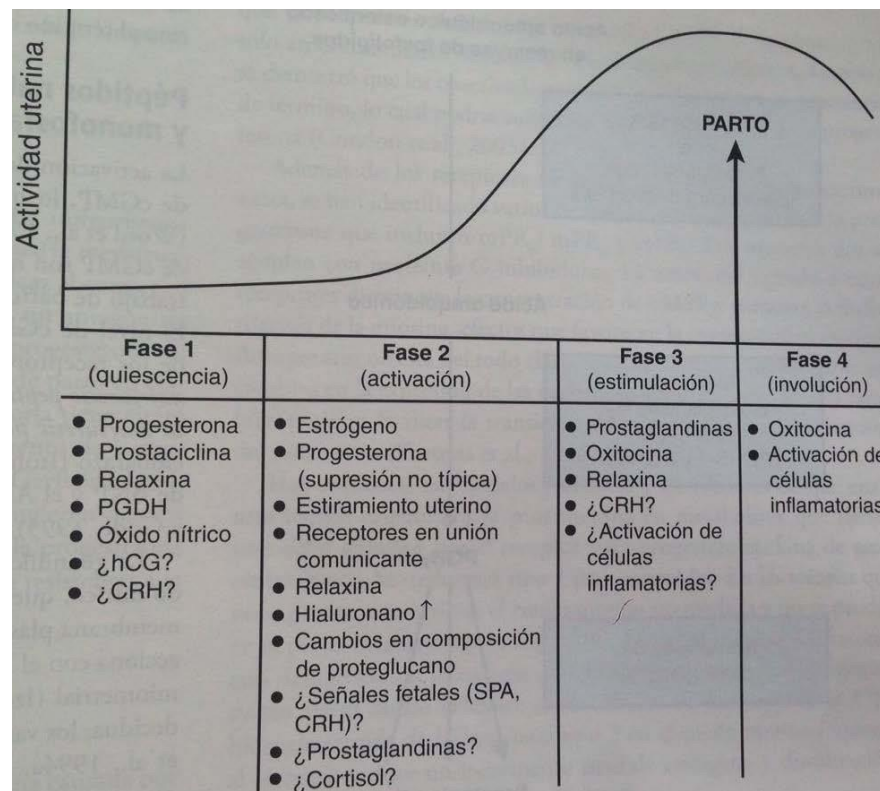 Actividad uterina
PARTO
Fase 1
(quiescencia)
Fase 2
(activación)
Fase 3
(estimulación)
Fase 4
(involución)
● Progesterona
● Prostaciclina
● Relaxina
● PGDH
● Óxido nítrico
● ¿hCG?
● ¿CRH?
● Estrógeno
● Progesterona
(supresión no típica)
● Estiramiento uterino
● Receptores en unión
comunicante
● Relaxina
● Hialuronano ↑
● Cambios en composición
de proteglucano
● ¿Señales fetales (SPA,
CRH)?
● ¿Prostaglandinas?
● ¿Cortisol?
● Prostaglandinas
● Oxitocina
● Relaxina
● ¿CRH?
● ¿Activación de
células
inflamatorias?
● Oxitocina
● Activación de
células
inflamatorias